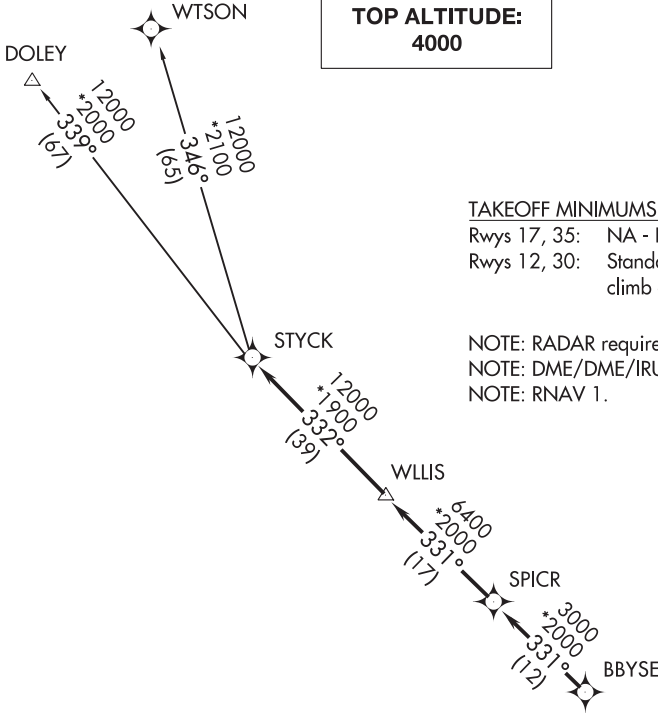 WTSON
TOP ALTITUDE:
4000
DOLEY
12000
*2000
339°
(67)
12000
*2100
346°
(65)
TAKEOFF MINIMUMS
Rwys 17, 35: NA -
Rwys 12, 30:
climb
STYCK
NOTE: RADAR
NOTE: DME/DME/IRU
NOTE: RNAV 1.
12000
*1900
332°
(39)
WLLIS
6400
*2000
331°
(17)
SPICR
3000
*2000
331°
(12)
BBYSE